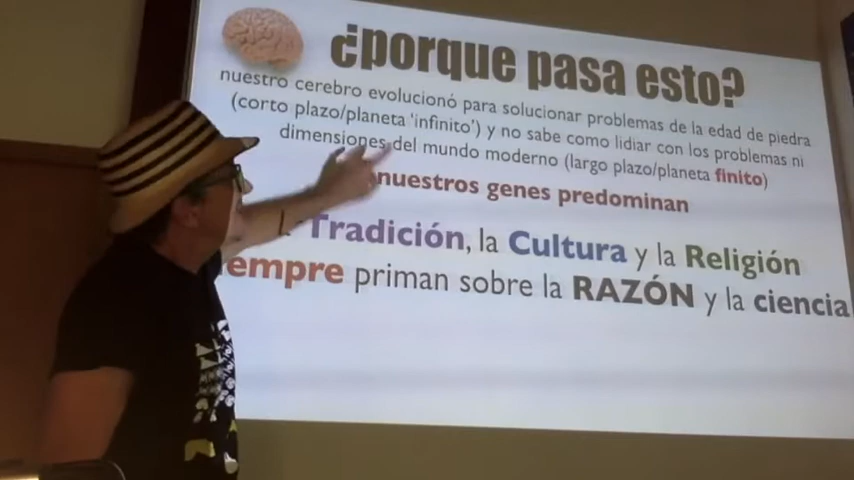 ¿porque pasa esto?
nuestro cerebro evolucionó para solucionar problemas de la edad de piedra
(corto plazo/planeta 'infinito') y no sabe como lidiar con los problemas ni
dimensiones del mundo moderno (largo plazo/planeta finito)
nuestros genes predominan
Tradición, la Cultura y la Religión
siempre priman sobre la RAZÓN y la ciencia